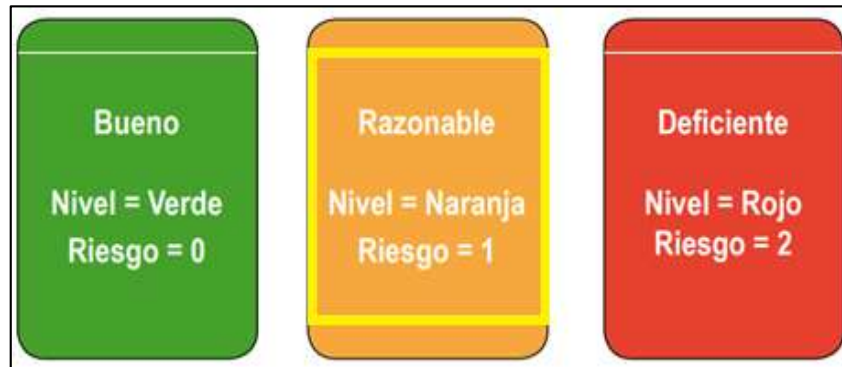 Bueno
Nivel = Verde
Riesgo = 0
Razonable
Nivel = Naranja
Riesgo = 1
Deficiente
Nivel = Rojo
Riesgo = 2